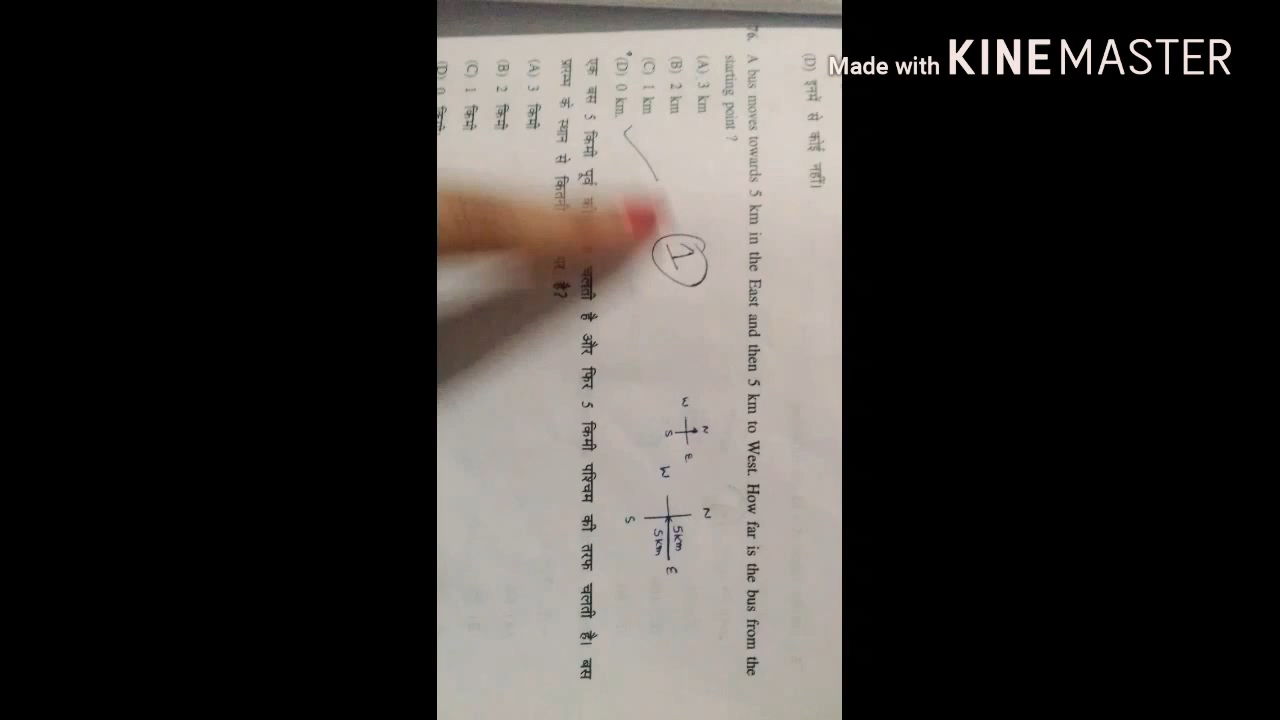 Made with KINEMASTER
(D) इनमें से कोई नहीं।
76. A bus moves towards 5 km in the East and then 5 km to West. How far is the bus from the
starting point ?
(A) 3 km
(B) 2 km
(C) 1 km
(D) 0 km.
1
N
W E
S
N
W E
5km
5km
S
एक बस 5 किमी पूर्व की चलती है और फिर 5 किमी पश्चिम की तरफ चलती है। बस
प्रारम्भ के स्थान से कितनी पर है?
(A) 3 किमी
(B) 2 किमी
(C) 1 किमी
(D) 0 किमी.